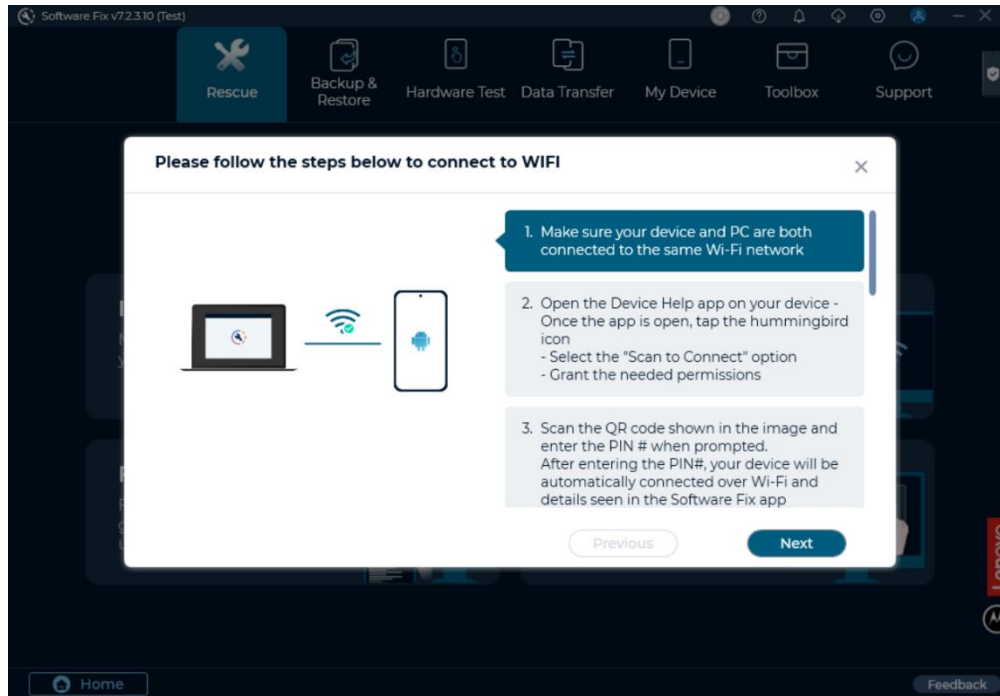 Software Fix v7.2.3.10 (Test)
Rescue
Backup &
Restore
Hardware Test
Data Transfer
My Device
Toolbox
Support
Please follow the steps below to connect to WIFI
1. Make sure your device and PC are both
connected to the same Wi-Fi network
2. Open the Device Help app on your device -
Once the app is open, tap the hummingbird
icon
- Select the "Scan to Connect" option
- Grant the needed permissions
3. Scan the QR code shown in the image and
enter the PIN # when prompted.
After entering the PIN#, your device will be
automatically connected over Wi-Fi and
details seen in the Software Fix app
Previous
Next
Home
Feedback